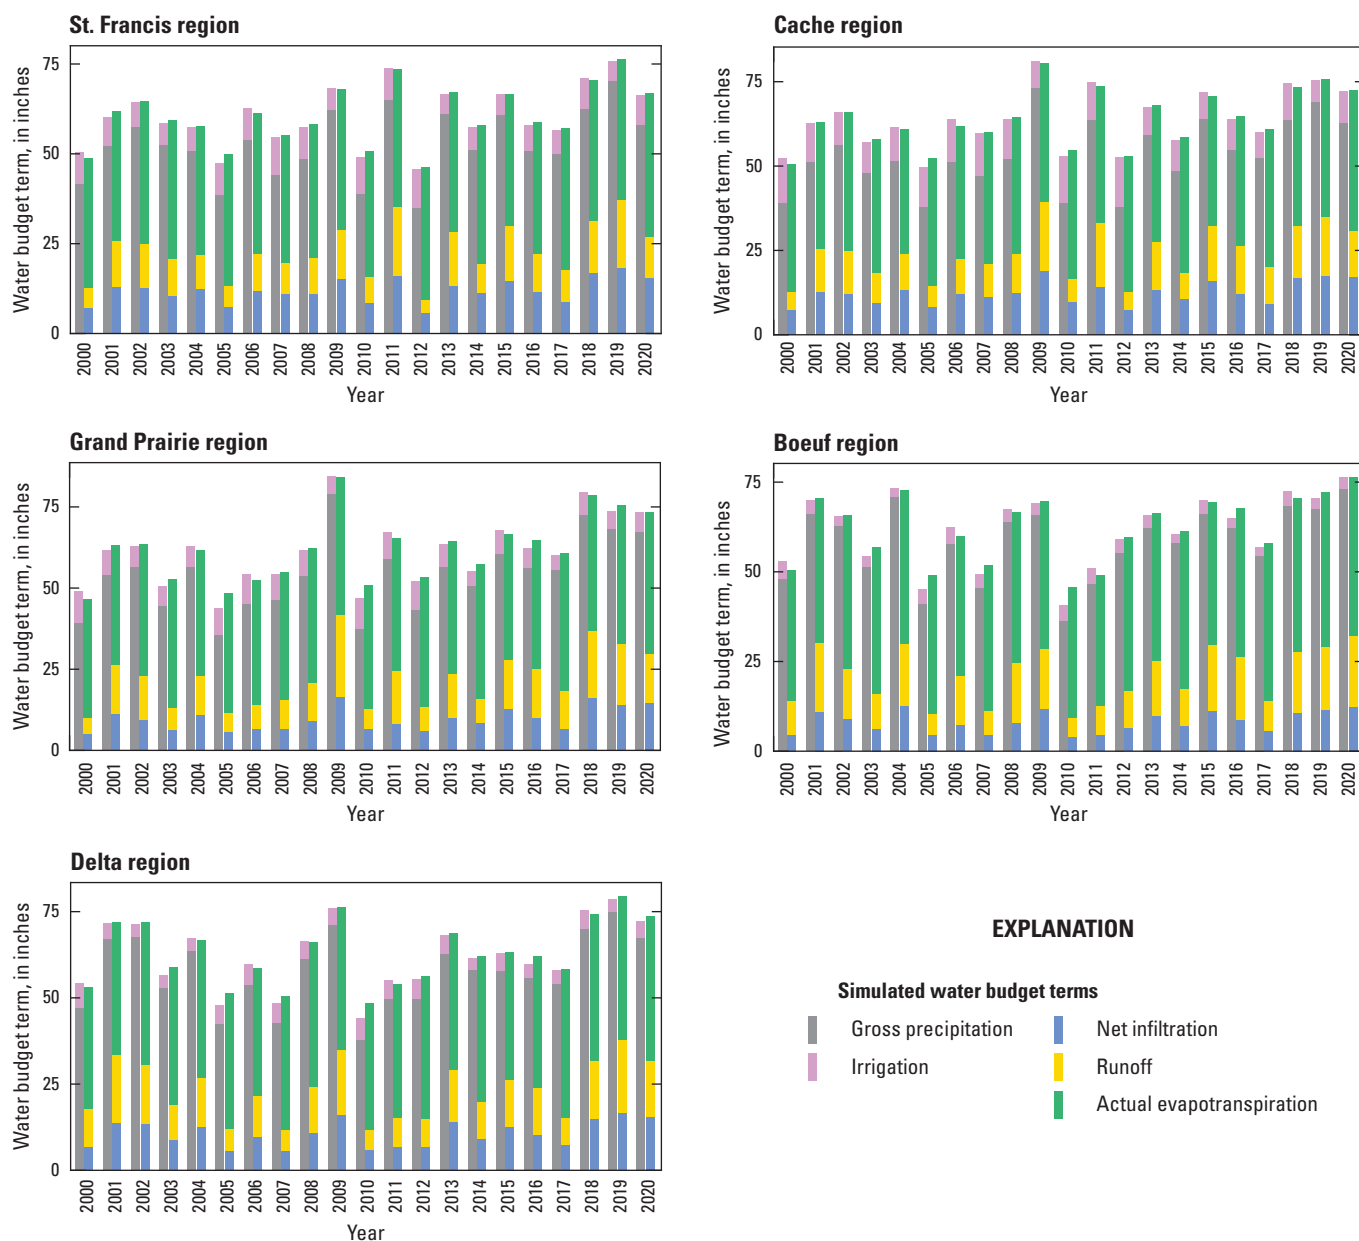 St. Francis region
Water budget term, in inches
75
50
25
0
2000 2001 2002 2003 2004 2005 2006 2007 2008 2009 2010 2011 2012 2013 2014 2015 2016 2017 2018 2019 2020
Year
Cache region
Water budget term, in inches
75
50
25
0
2000 2001 2002 2003 2004 2005 2006 2007 2008 2009 2010 2011 2012 2013 2014 2015 2016 2017 2018 2019 2020
Year
Grand Prairie region
Water budget term, in inches
75
50
25
0
2000 2001 2002 2003 2004 2005 2006 2007 2008 2009 2010 2011 2012 2013 2014 2015 2016 2017 2018 2019 2020
Year
Boeuf region
Water budget term, in inches
75
50
25
0
2000 2001 2002 2003 2004 2005 2006 2007 2008 2009 2010 2011 2012 2013 2014 2015 2016 2017 2018 2019 2020
Year
Delta region
Water budget term, in inches
75
50
25
0
2000 2001 2002 2003 2004 2005 2006 2007 2008 2009 2010 2011 2012 2013 2014 2015 2016 2017 2018 2019 2020
Year
EXPLANATION
Simulated water budget terms
Gross precipitation
Irrigation
Net infiltration
Runoff
Actual evapotranspiration